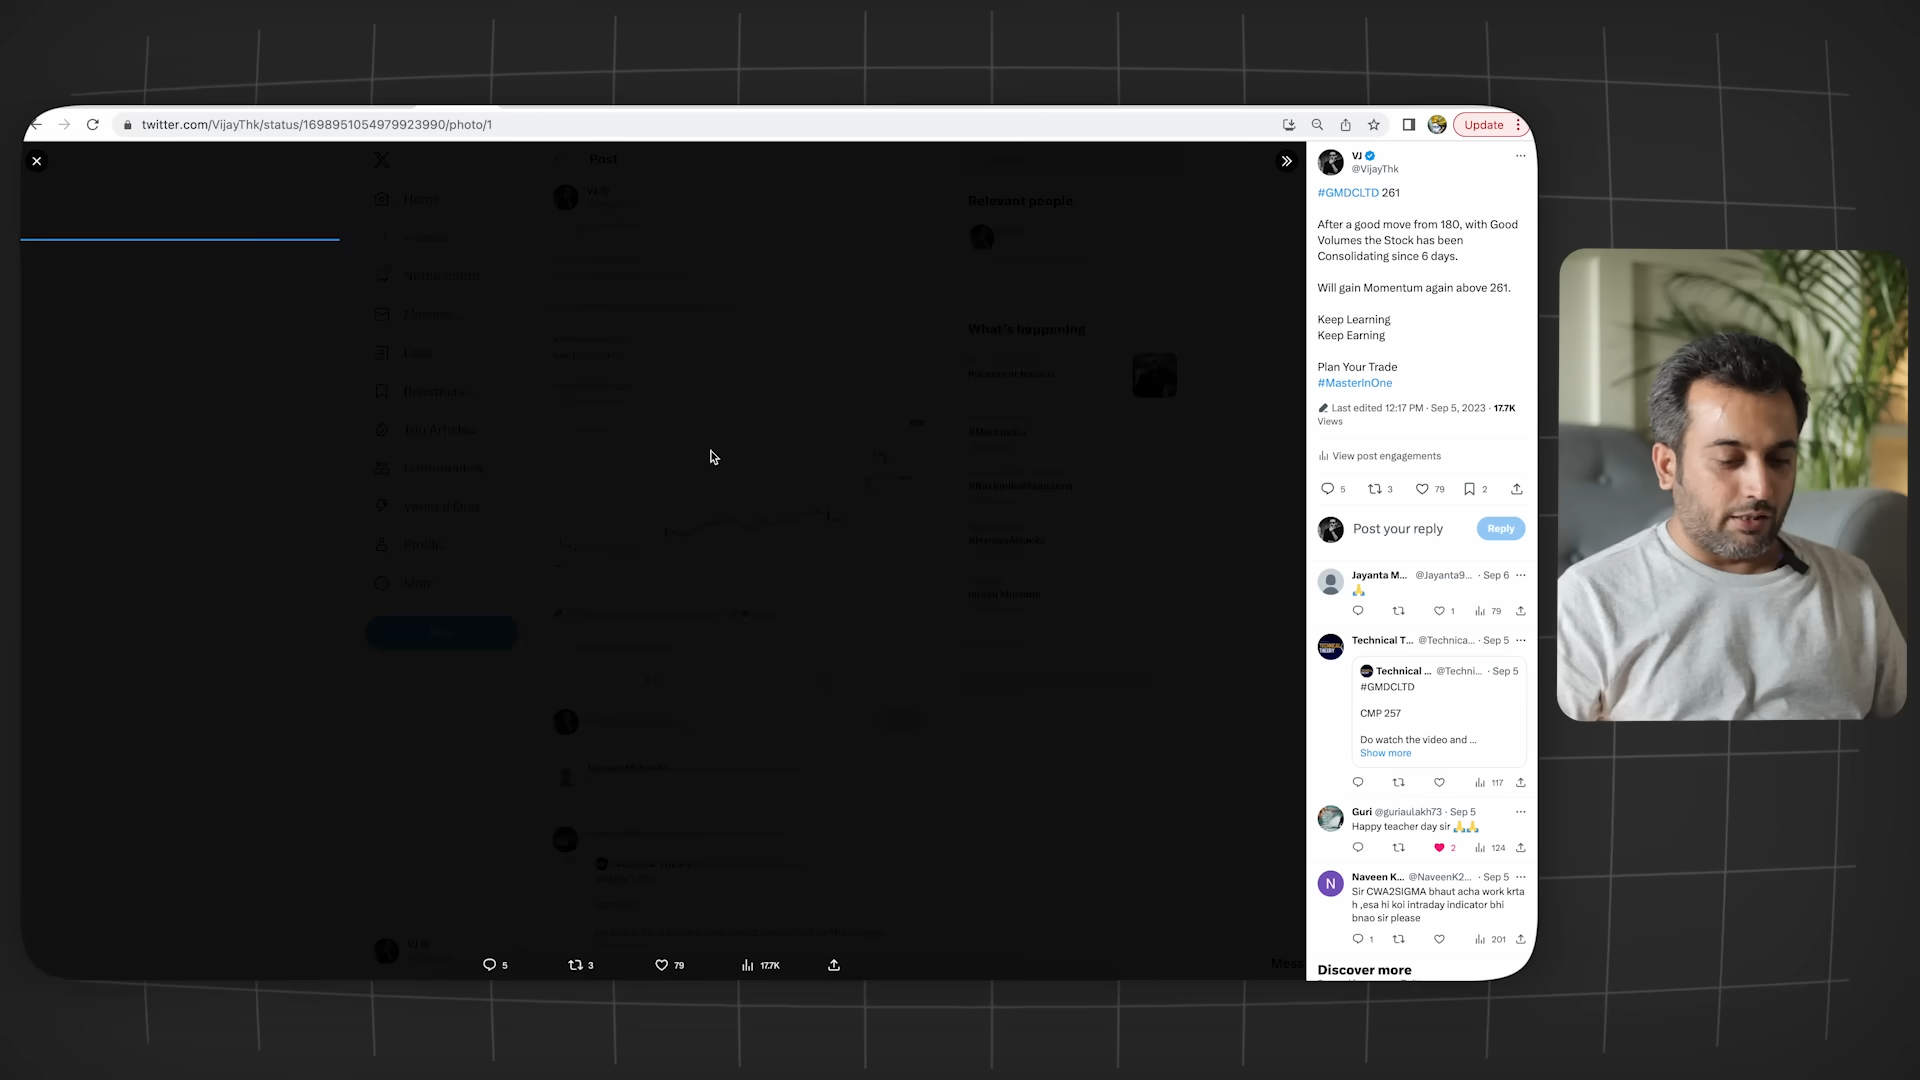 twitter.com/VijayThk/status/1698951054979923990/photo/1
Update
Post
Home
Relevant people
What's happening
VJ
@VijayThk
#GMDCLTD 261
After a good move from 180, with Good
Volumes the Stock has been
Consolidating since 6 days.
Will gain Momentum again above 261.
Keep Learning
Keep Earning
Plan Your Trade
#MasterInOne
Last edited 12:17 PM · Sep 5, 2023 · 17.7K
Views
View post engagements
5 3 79 2
Post your reply
Reply
Jayanta M... @Jayanta9... · Sep 6
🙏
1 79
Technical T... @Technica... · Sep 5
Technical ... @Techni... · Sep 5
#GMDCLTD
CMP 257
Do watch the video and ...
Show more
117
Guri @guriaulakh73 · Sep 5
Happy teacher day sir 🙏🙏
2 124
N
Naveen K... @NaveenK2... · Sep 5
Sir CWA2SIGMA bhaut acha work krta
h ,esa hi koi intraday indicator bhi
bnao sir please
1 201
Discover more
5 3 79 17.7K